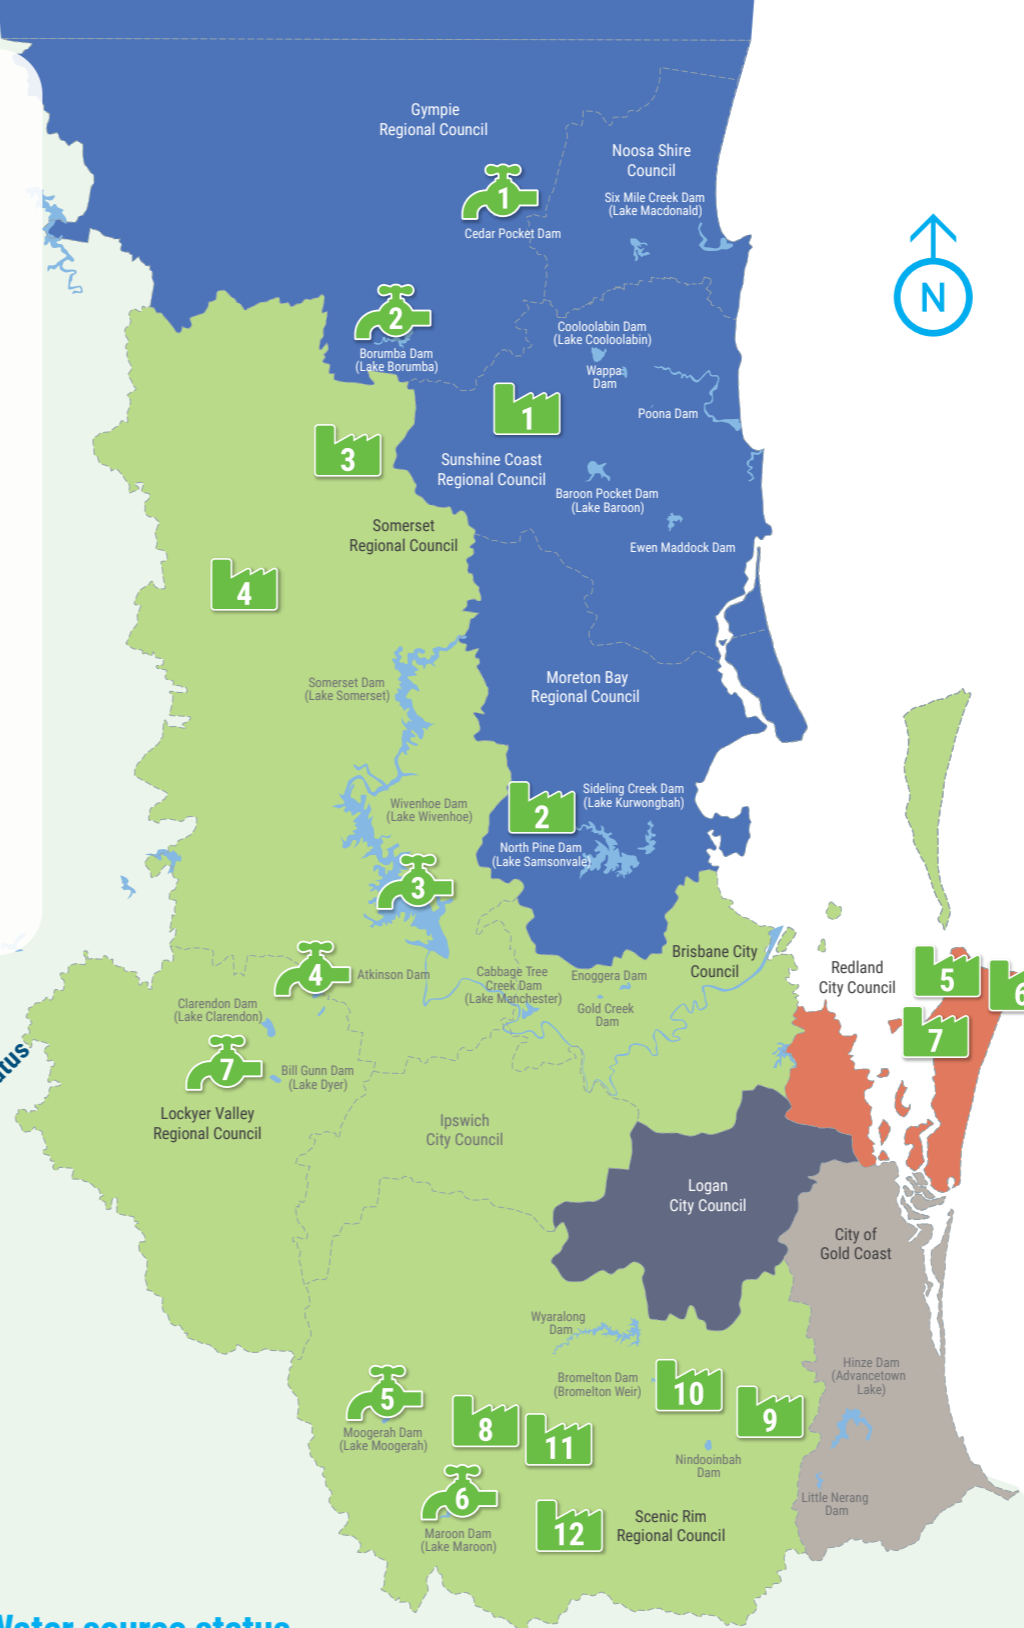 Gympie
Regional Council
Noosa Shire
Council
Six Mile Creek Dam
(Lake Macdonald)
1
Cedar Pocket Dam
N
2
Borumba Dam
(Lake Borumba)
Cooloolabin Dam
(Lake Cooloolabin)
Wappa
Dam
Poona Dam
1
3
Sunshine Coast
Regional Council
Baroon Pocket Dam
(Lake Baroon)
Ewen Maddock Dam
Somerset
Regional Council
4
Somerset Dam
(Lake Somerset)
Moreton Bay
Regional Council
Wivenhoe Dam
(Lake Wivenhoe)
Sideling Creek Dam
(Lake Kurwongbah)
2
North Pine Dam
(Lake Samsonvale)
3
4
Atkinson Dam
Cabbage Tree
Creek Dam
(Lake Manchester)
Enoggera Dam
Gold Creek
Dam
Brisbane City
Council
Redland
City Council
5
6
7
Clarendon Dam
(Lake Clarendon)
7
Bill Gunn Dam
(Lake Dyer)
Lockyer Valley
Regional Council
Ipswich
City Council
Logan
City Council
City of
Gold Coast
Wyaralong
Dam
Bromelton Dam
(Bromelton Weir)
10
9
Hinze Dam
(Advancetown
Lake)
5
Moogerah Dam
(Lake Moogerah)
8
11
Nindooinbah
Dam
6
Maroon Dam
(Lake Maroon)
12
Scenic Rim
Regional Council
Little Nerang
Dam
Water source status